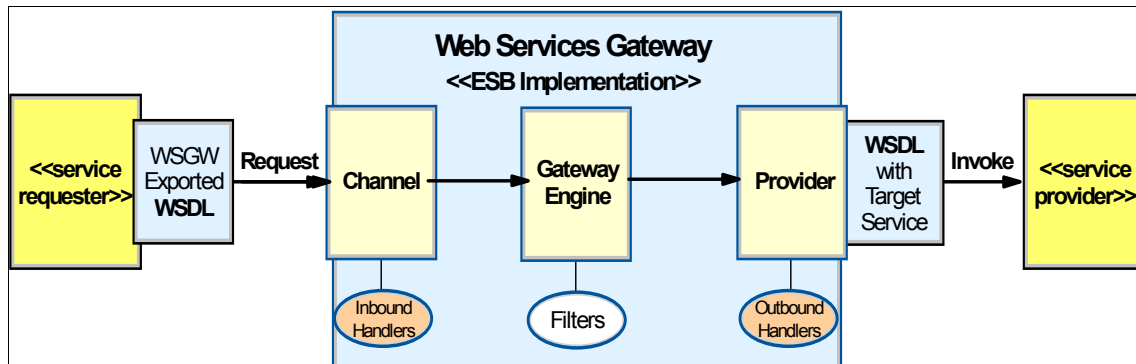 Web Services Gateway
<<ESB Implementation>>
<<service
requester>>
WSGW
Exported
WSDL
Request
Channel
Gateway
Engine
Provider
WSDL
with
Target
Service
Invoke
<<service
provider>>
Inbound
Handlers
Filters
Outbound
Handlers